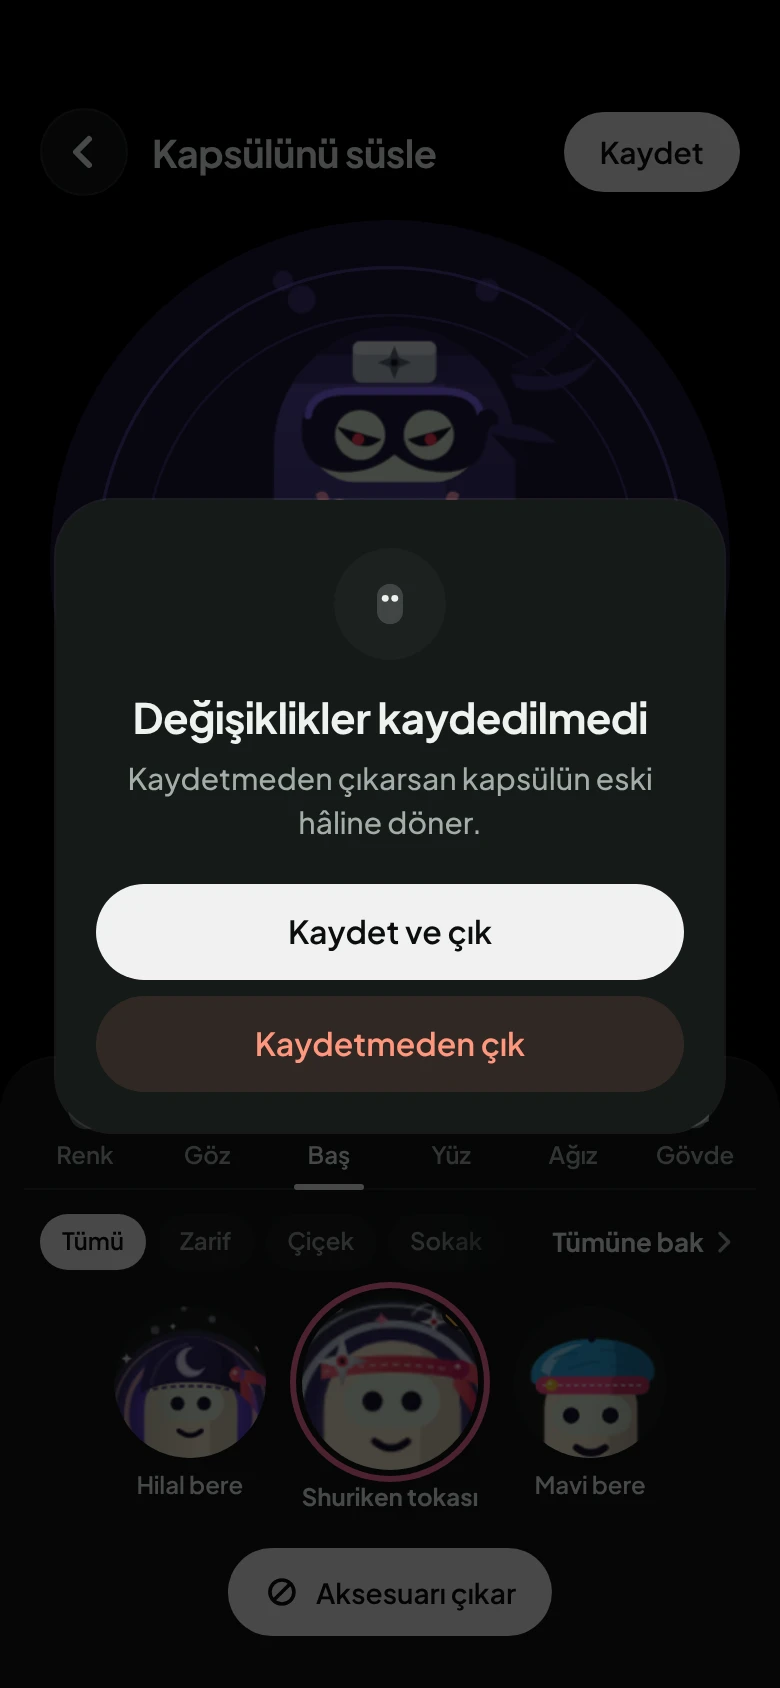 Kapsülünü süsle
Kaydet
Değişiklikler kaydedilmedi
Kaydetmeden çıkarsan kapsülün eski
hâline döner.
Kaydet ve çık
Kaydetmeden çık
Renk
Göz
Baş
Yüz
Ağız
Gövde
Tümü
Zarif
Çiçek
Sokak
Tümüne bak
Hilal bere
Shuriken tokası
Mavi bere
Aksesuarı çıkar